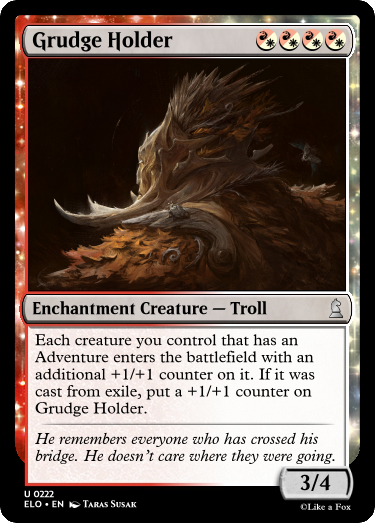 Grudge Holder
Enchantment Creature — Troll
Each creature you control that has an
Adventure enters the battlefield with an
additional +1/+1 counter on it. If it was
cast from exile, put a +1/+1 counter on
Grudge Holder.
He remembers everyone who has crossed his
bridge. He doesn't care where they were going.
3/4
U 0222
ELO • EN Taras Susak
©Like a Fox